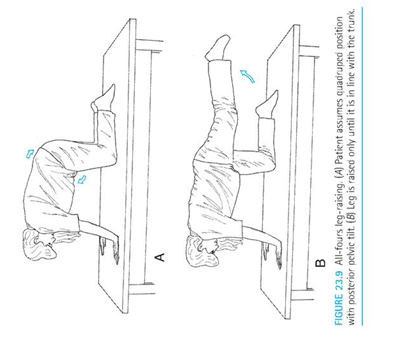 A
B
FIGURE 23.9 All-fours leg-raising. (A) Patient assumes quadruped position
with posterior pelvic tilt. (B) Leg is raised only until it is in line with the trunk.